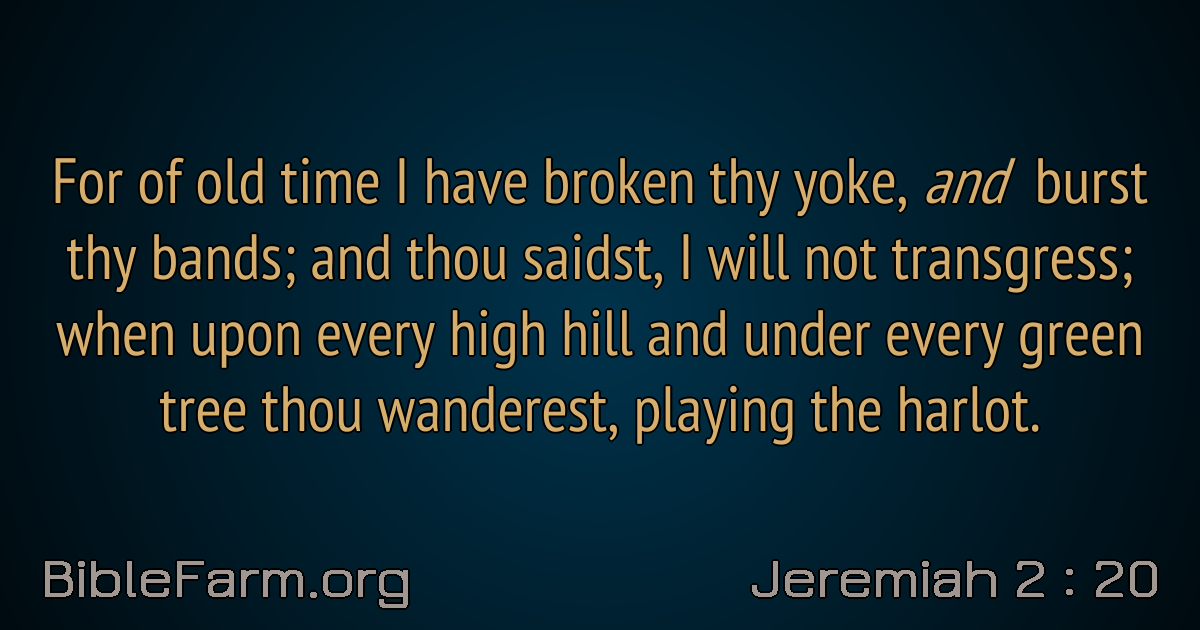 For of old time I have broken thy yoke, and burst
thy bands; and thou saidst, I will not transgress;
when upon every high hill and under every green
tree thou wanderest, playing the harlot.
BibleFarm.org
Jeremiah 2 : 20